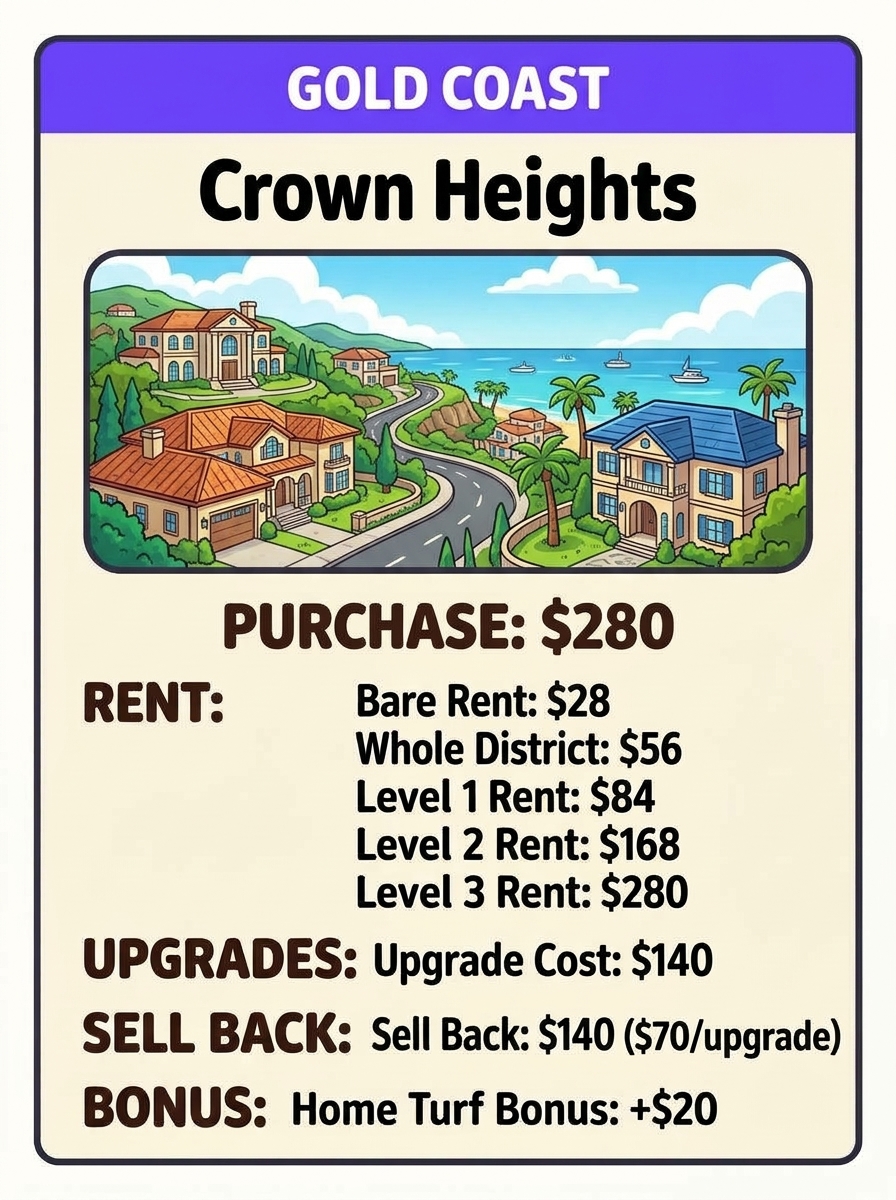 GOLD COAST
Crown Heights
PURCHASE: $280
RENT: Bare Rent: $28
Whole District: $56
Level 1 Rent: $84
Level 2 Rent: $168
Level 3 Rent: $280
UPGRADES: Upgrade Cost: $140
SELL BACK: Sell Back: $140 ($70/upgrade)
BONUS: Home Turf Bonus: +$20